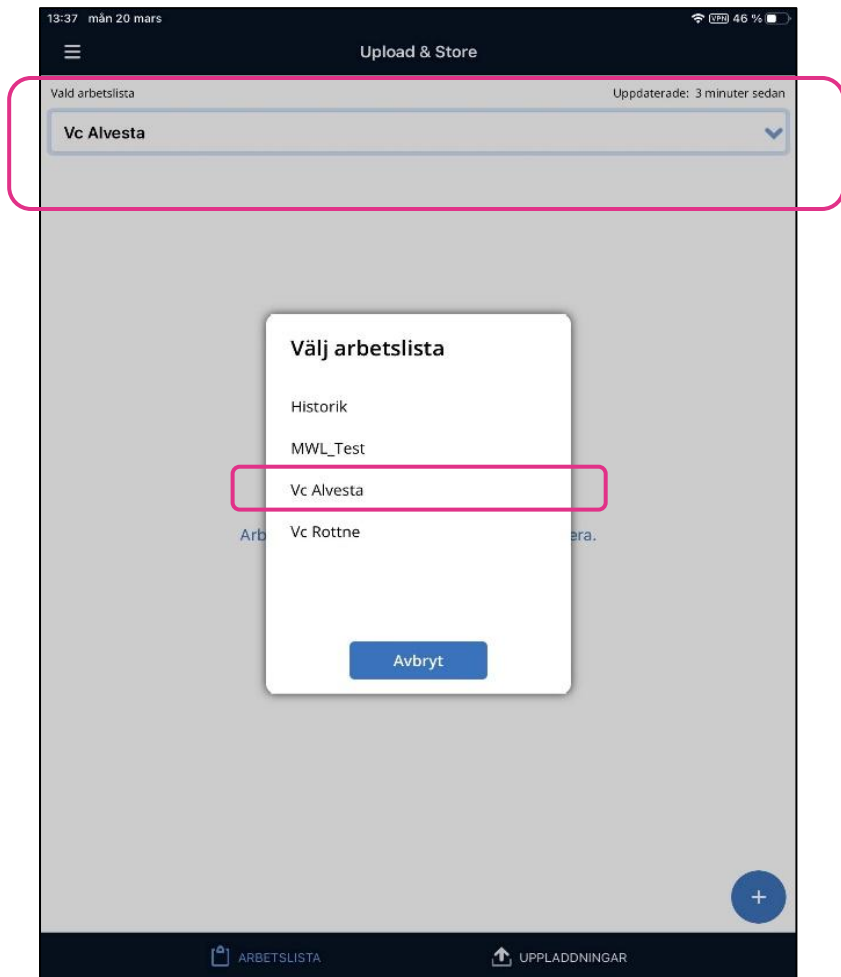 13:37 mån 20 mars VPN 46 %
Upload & Store
Vald arbetslista Uppdaterade: 3 minuter sedan
Vc Alvesta
Välj arbetslista
Historik
MWL_Test
Vc Alvesta
Vc Rottne
Avbryt
+
ARBETSLISTA UPPLADDNINGAR